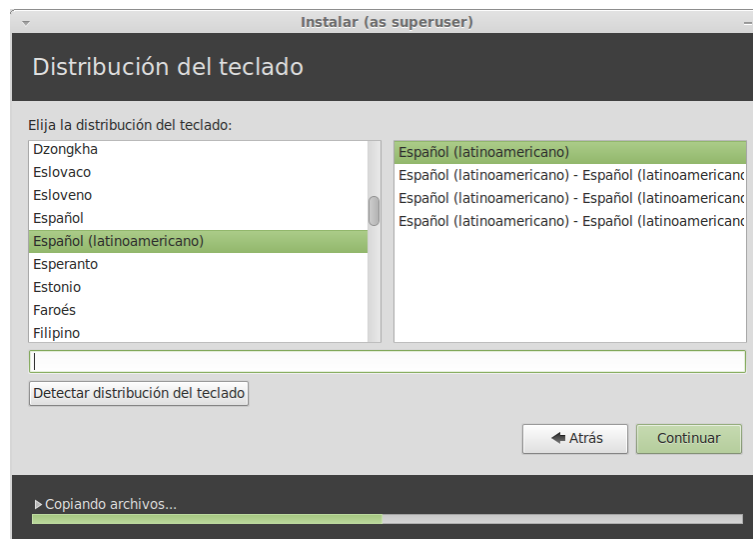 Instalar (as superuser)
Distribución del teclado
Elija la distribución del teclado:
Dzongkha
Eslovaco
Esloveno
Español
Español (latinoamericano)
Esperanto
Estonio
Faroés
Filipino
Español (latinoamericano)
Español (latinoamericano) - Español (latinoamericano
Español (latinoamericano) - Español (latinoamericano
Español (latinoamericano) - Español (latinoamericano
Detectar distribución del teclado
Atrás
Continuar
Copiando archivos...